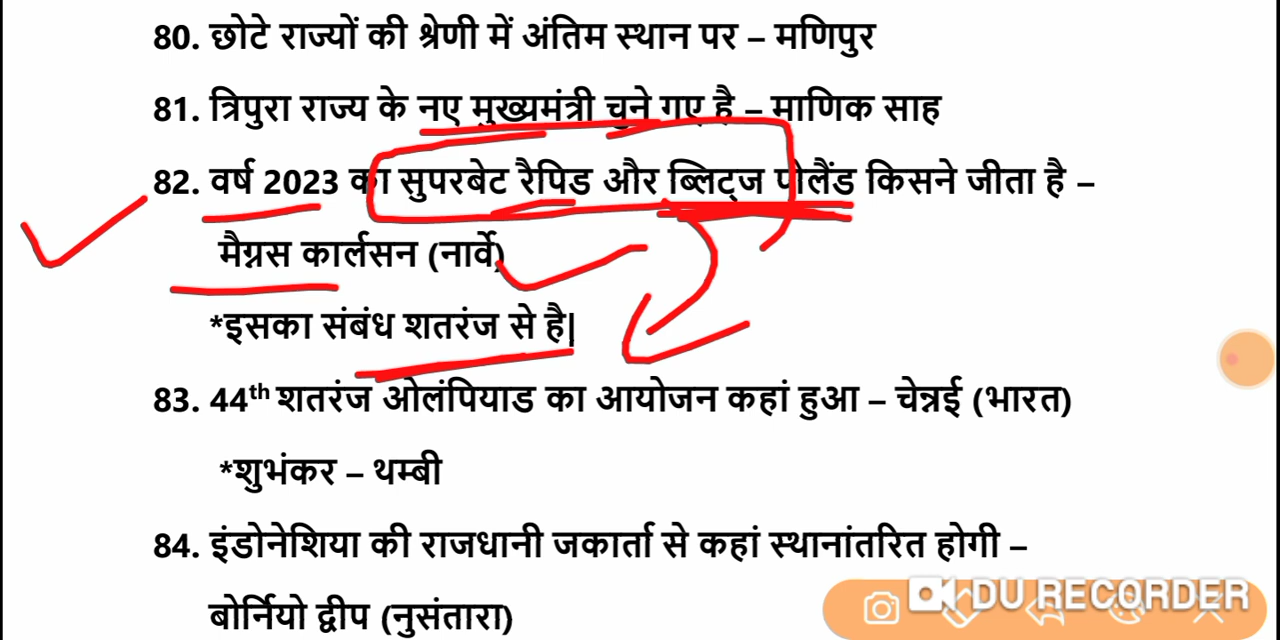 80. छोटे राज्यों की श्रेणी में अंतिम स्थान पर – मणिपुर
81. त्रिपुरा राज्य के नए मुख्यमंत्री चुने गए है – माणिक साह
82. वर्ष 2023 का सुपरबेट रैपिड और ब्लिट्ज पोलैंड किसने जीता है –
मैग्नस कार्लसन (नार्वे)
*इसका संबंध शतरंज से है|
83. 44th शतरंज ओलंपियाड का आयोजन कहां हुआ – चेन्नई (भारत)
*शुभंकर – थम्बी
84. इंडोनेशिया की राजधानी जकार्ता से कहां स्थानांतरित होगी –
बोर्नियो द्वीप (नुसंतारा)
DU RECORDER